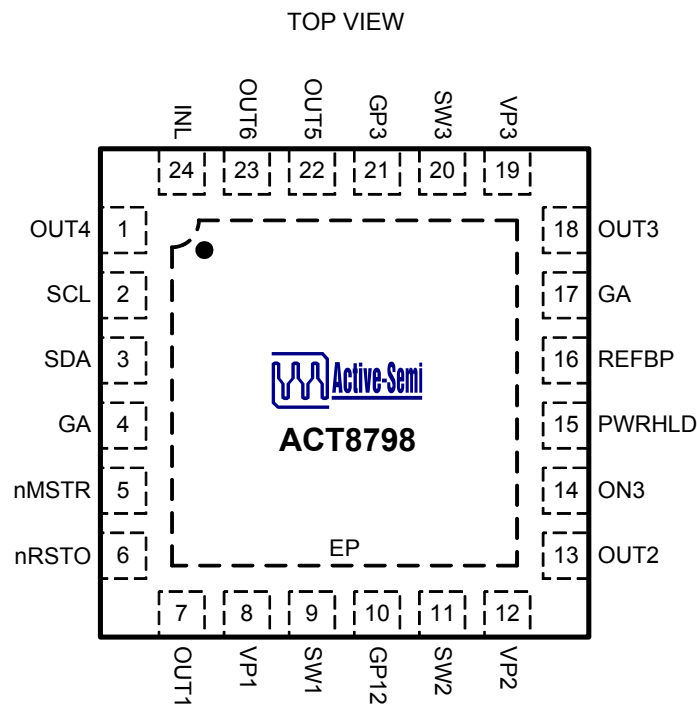 TOP VIEW
INL OUT6 OUT5 GP3 SW3 VP3
24 23 22 21 20 19
OUT4 1 18 OUT3
SCL 2 17 GA
SDA 3 16 REFBP
GA 4 15 PWRHLD
nMSTR 5 14 ON3
nRSTO 6 13 OUT2
Active-Semi
ACT8798
EP
7 8 9 10 11 12
OUT1 VP1 SW1 GP12 SW2 VP2